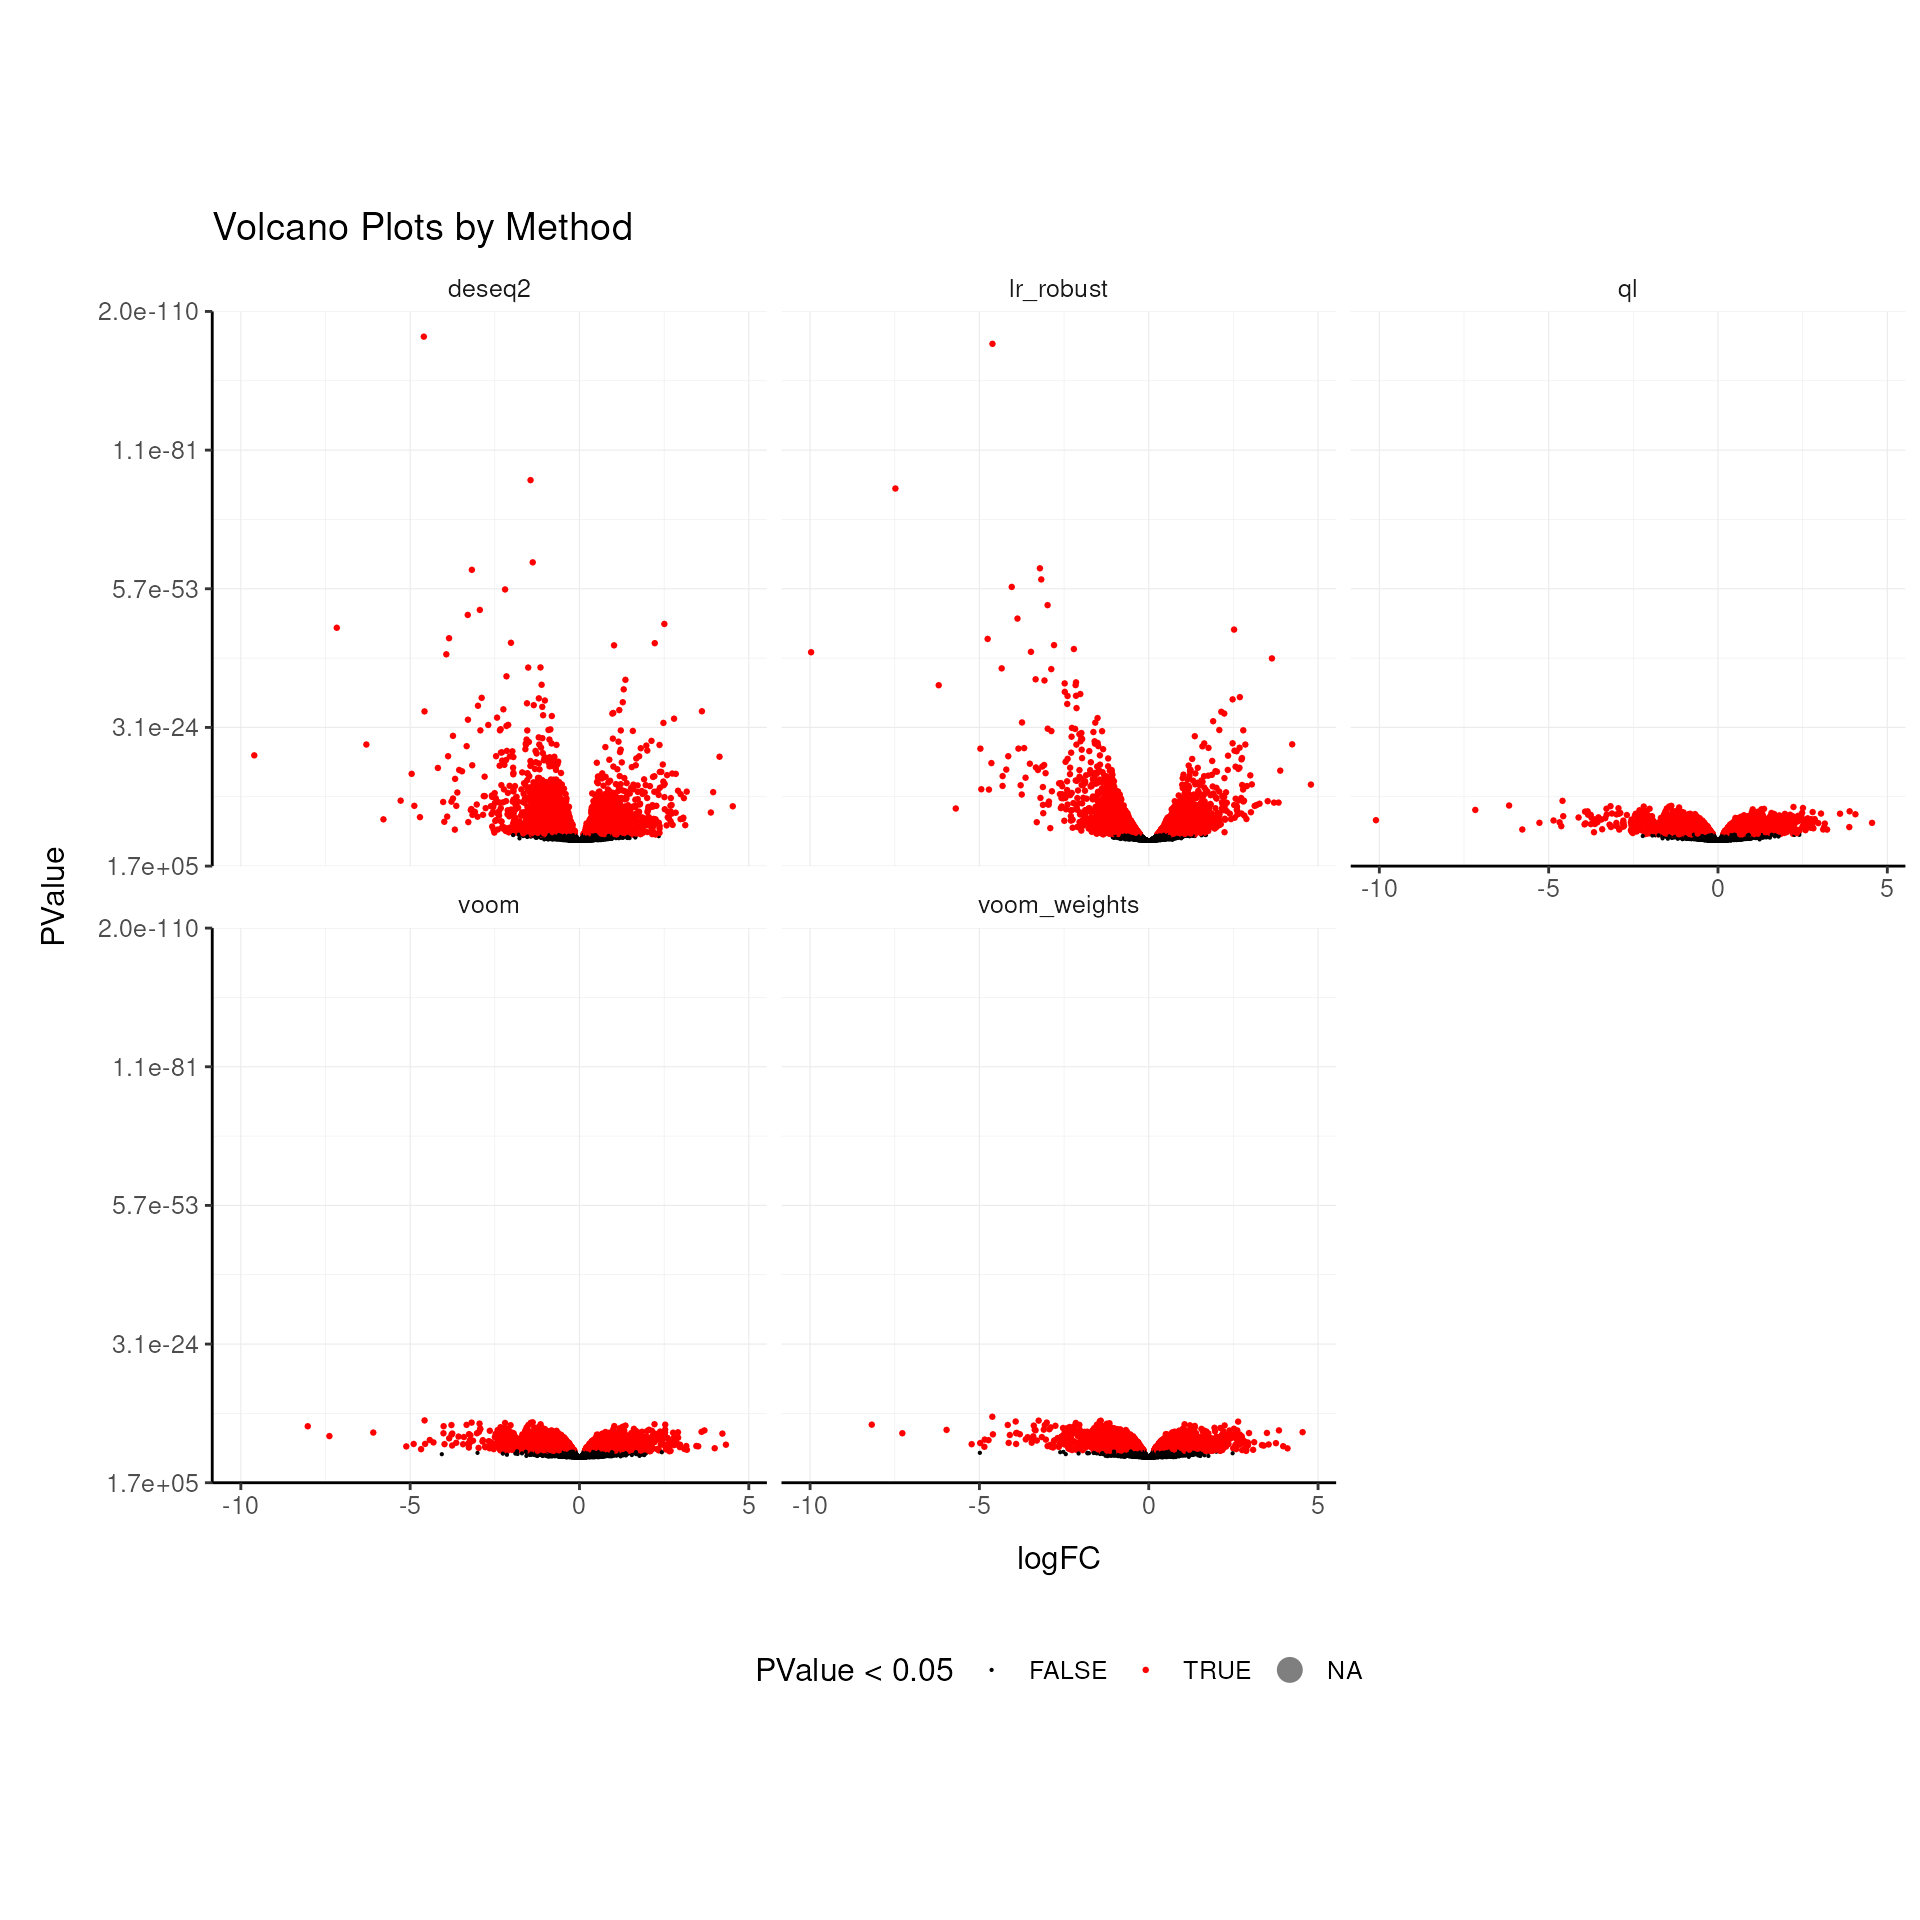 Volcano Plots by Method
deseq2
lr_robust
ql
2.0e-110
1.1e-81
5.7e-53
3.1e-24
1.7e+05
-10 -5 0 5
voom
voom_weights
2.0e-110
1.1e-81
5.7e-53
3.1e-24
1.7e+05
-10 -5 0 5
-10 -5 0 5
PValue
logFC
PValue < 0.05 FALSE TRUE NA